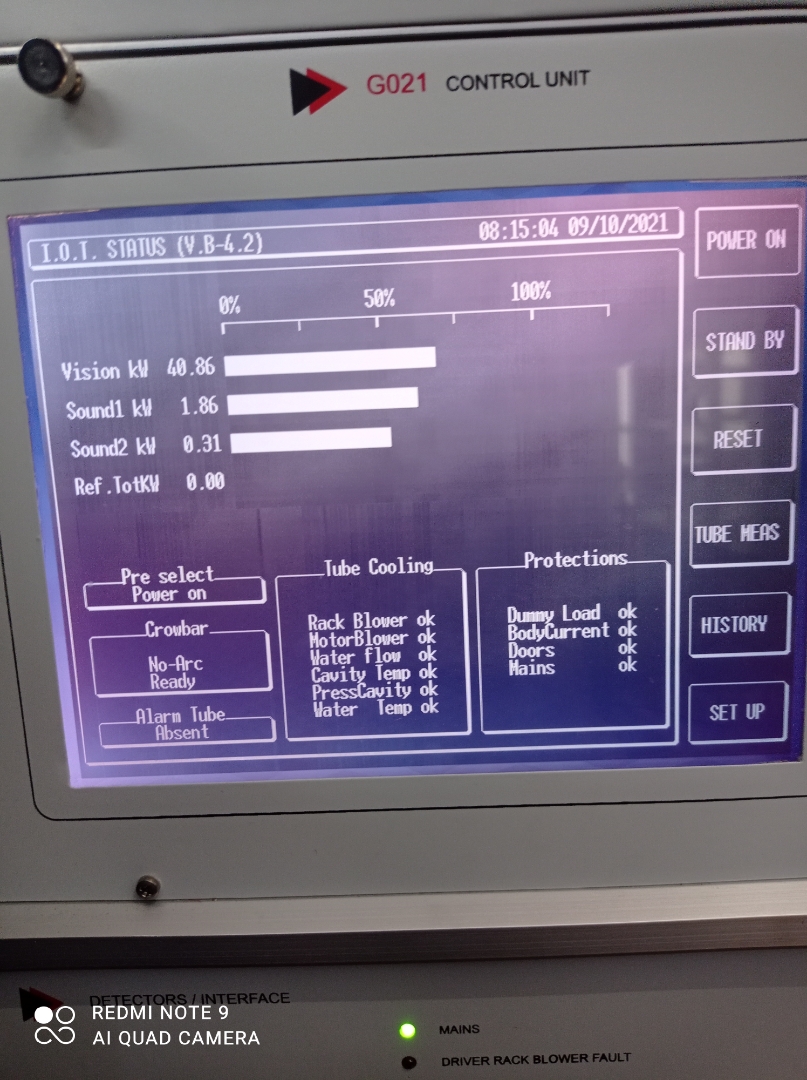 G021 CONTROL UNIT
I.O.T. STATUS (V.B-4.2) 08:15:04 09/10/2021
POWER ON
0% 50% 100%
STAND BY
Vision kW 40.86
Sound1 kW 1.86
Sound2 kW 0.31
RESET
Ref.TotKW 0.00
TUBE MEAS
Pre select
Power on
Crowbar
No-Arc
Ready
Alarm Tube
Absent
Tube Cooling
Rack Blower ok
MotorBlower ok
Water flow ok
Cavity Temp ok
PressCavity ok
Water Temp ok
Protections
Dummy Load ok
BodyCurrent ok
Doors ok
Mains ok
HISTORY
SET UP
DETECTORS / INTERFACE
MAINS
DRIVER RACK BLOWER FAULT
REDMI NOTE 9
AI QUAD CAMERA